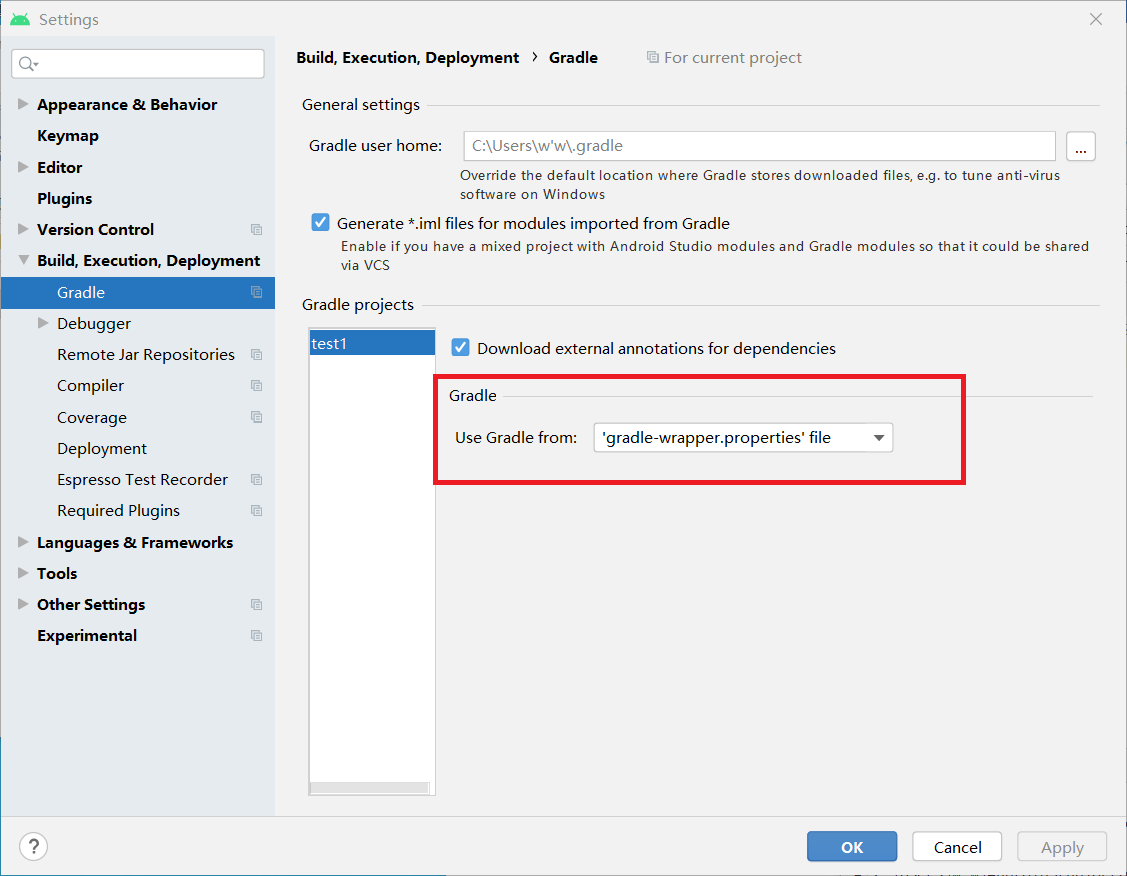 Settings
Build, Execution, Deployment › Gradle For current project
Appearance & Behavior
Keymap
Editor
Plugins
Version Control
Build, Execution, Deployment
Gradle
Debugger
Remote Jar Repositories
Compiler
Coverage
Deployment
Espresso Test Recorder
Required Plugins
Languages & Frameworks
Tools
Other Settings
Experimental
General settings
Gradle user home: C:\Users\w'w\.gradle ...
Override the default location where Gradle stores downloaded files, e.g. to tune anti-virus
software on Windows
Generate *.iml files for modules imported from Gradle
Enable if you have a mixed project with Android Studio modules and Gradle modules so that it could be shared
via VCS
Gradle projects
test1
Download external annotations for dependencies
Gradle
Use Gradle from: 'gradle-wrapper.properties' file
? OK Cancel Apply